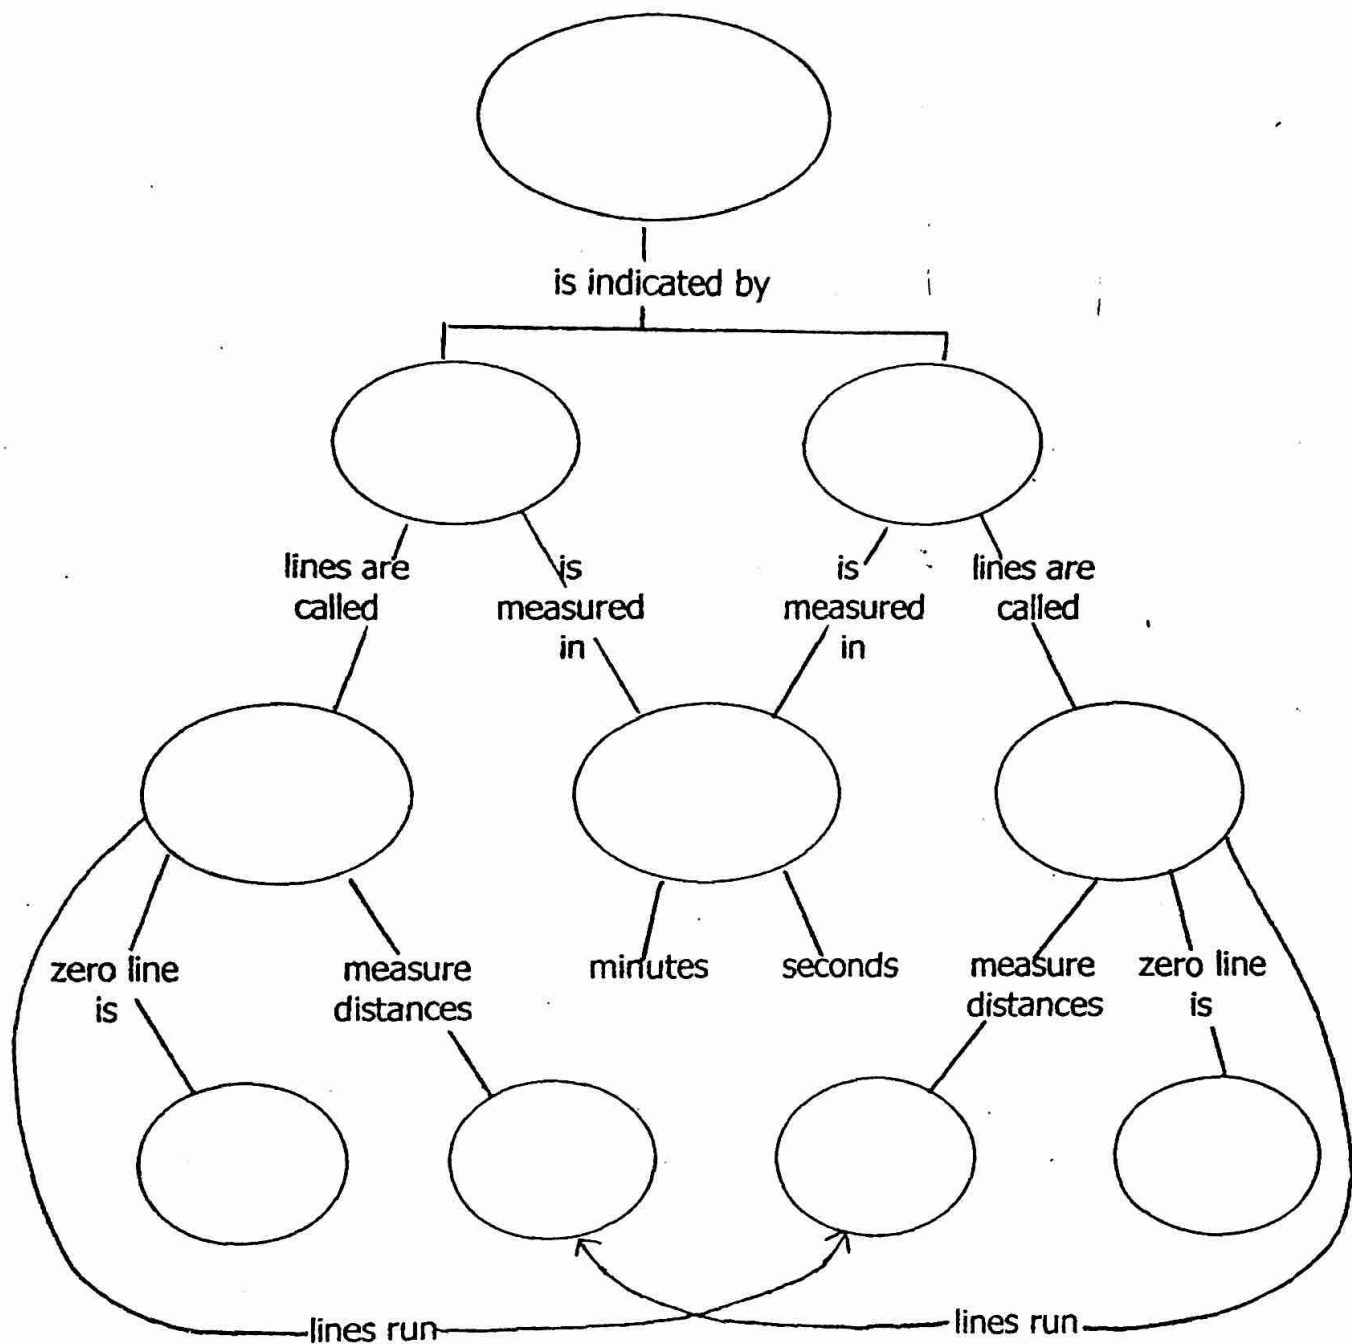 is indicated by
lines are
called
is
measured
in
is
measured
in
lines are
called
zero line
is
measure
distances
minutes
seconds
measure
distances
zero line
is
lines run
lines run